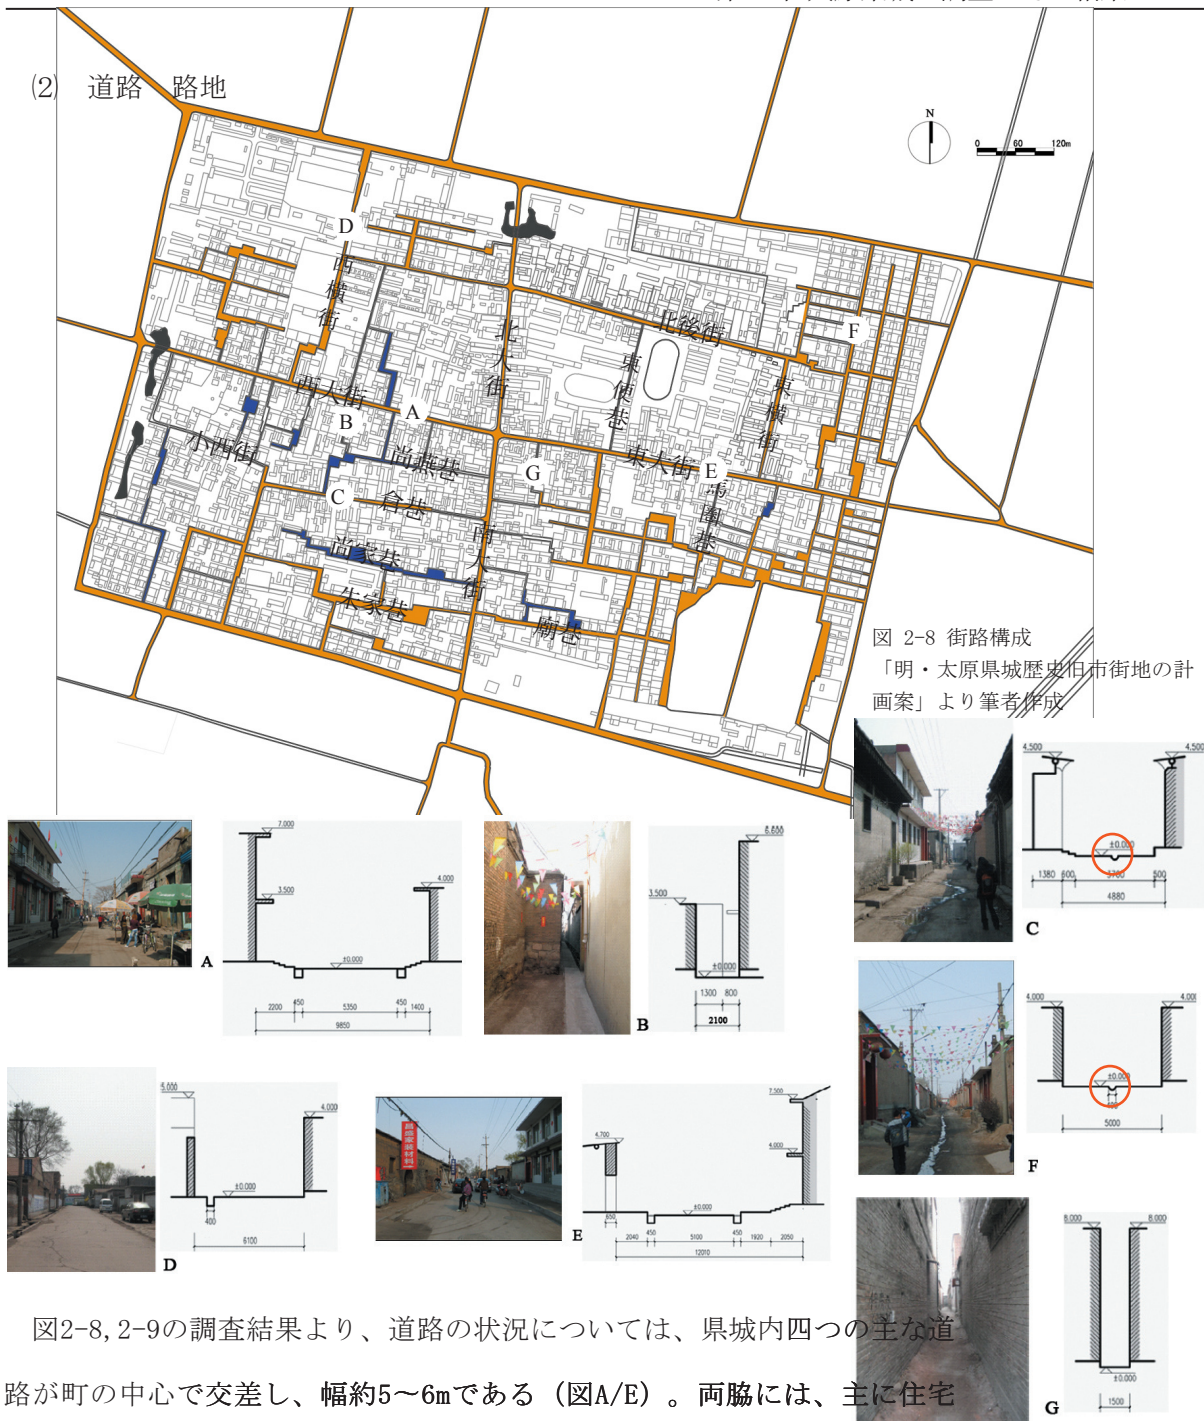 ⑵　道路　路地
N
0 60 120m
D
西横街
北大街
北後街
F
東便巷
東横街
西大街
A
B
小西街
尚燕巷
G
東大街
E
C
倉巷
馬圏巷
南大街
尚家巷
朱家巷
廟巷
図 2-8 街路構成
「明・太原県城歴史旧市街地の計
画案」より筆者作成
A
7.000
3.500
4.000
±0.000
2200 450 5350 450 1400
9850
B
6.600
3.500
±0.000
1300 800
2100
C
4.500
4.500
±0.000
1380 600 3780 500
4880
D
5.000
4.000
±0.000
400
6100
E
7.500
4.700
4.000
±0.000
650
2040 450 5100 450 1920 2050
12010
F
4.000
4.000
±0.000
400
5000
G
8.000
8.000
±0.000
1500
図2-8,2-9の調査結果より、道路の状況については、県城内四つの主な道
路が町の中心で交差し、幅約5～6mである（図A/E）。両脇には、主に住宅